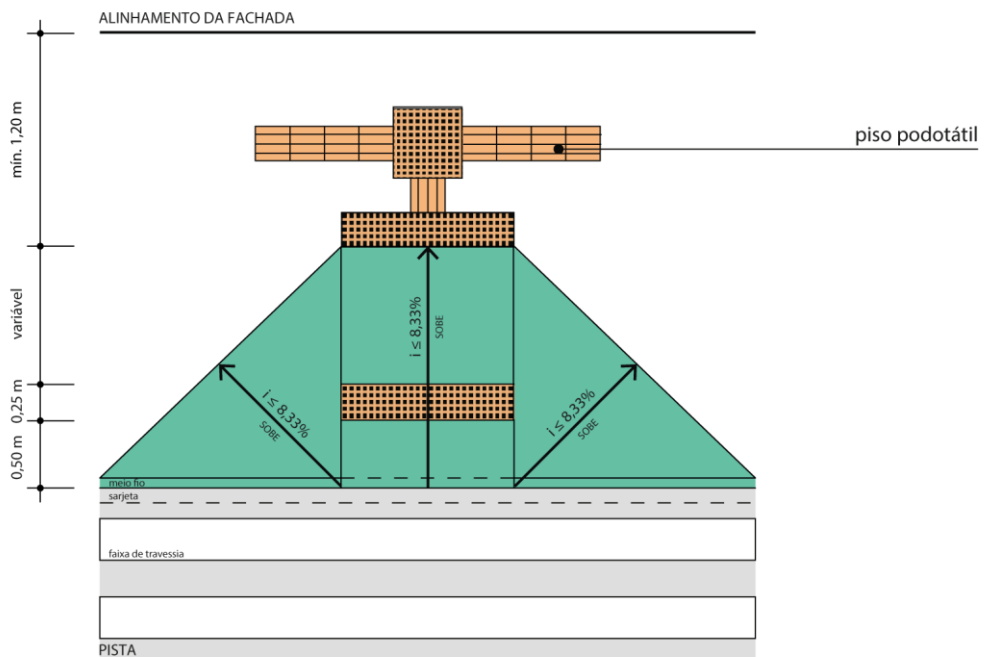 ALINHAMENTO DA FACHADA
mín. 1,20 m
piso podotátil
variável
i ≤ 8,33%
SOBE
0,25 m
i ≤ 8,33%
SOBE
i ≤ 8,33%
SOBE
0,50 m
meio fio
sarjeta
faixa de travessia
PISTA